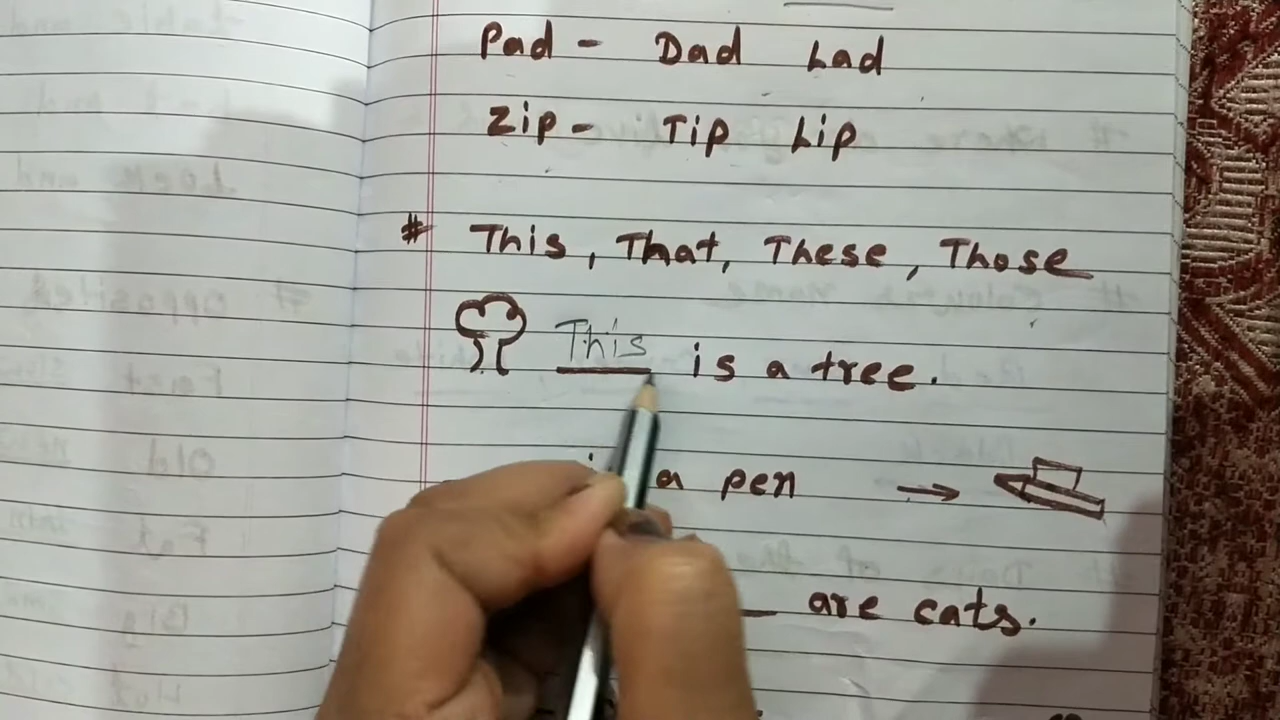 Pad - Dad Lad
Zip - Tip Lip
# This, That, These, Those
This is a tree.
a pen →
are cats.